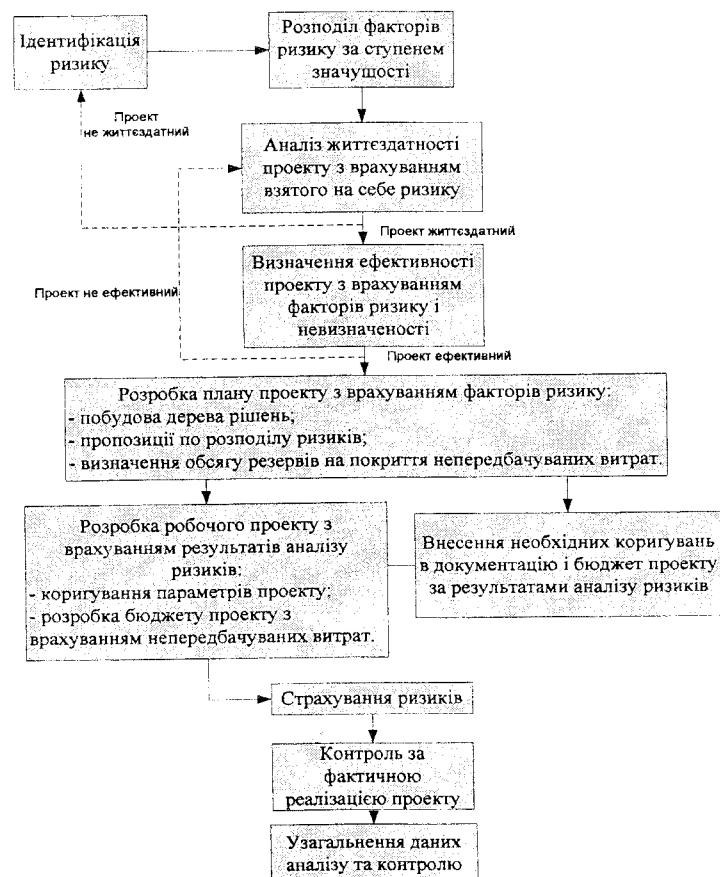 Ідентифікація
ризику
Розподіл факторів
ризику за ступенем
значущості
Проект
не життєздатний
Аналіз життєздатності
проекту з врахуванням
взятого на себе ризику
Проект життєздатний
Визначення ефективності
проекту з врахуванням
факторів ризику і
невизначеності
Проект не ефективний
Проект ефективний
Розробка плану проекту з врахуванням факторів ризику:
- побудова дерева рішень;
- пропозиції по розподілу ризиків;
- визначення обсягу резервів на покриття непередбачуваних витрат.
Розробка робочого проекту з
врахуванням результатів аналізу
ризиків;
- коригування параметрів проекту;
- розробка бюджету проекту з
врахуванням непередбачуваних витрат.
Внесення необхідних коригувань
в документацію і бюджет проекту
за результатами аналізу ризиків
Страхування ризиків
Контроль за
фактичною
реалізацією проекту
Узагальнення даних
аналізу та контролю